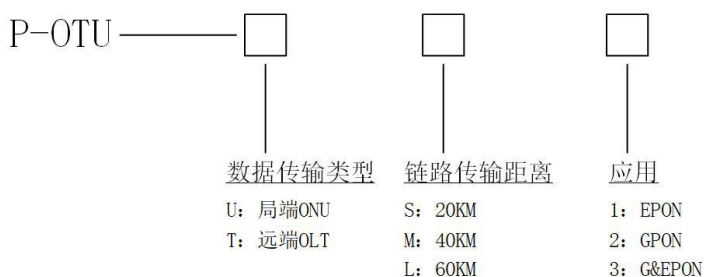 P-OTU
数据传输类型 链路传输距离 应用
U: 局端ONU S: 20KM 1: EPON
T: 远端OLT M: 40KM 2: GPON
L: 60KM 3: G&EPON